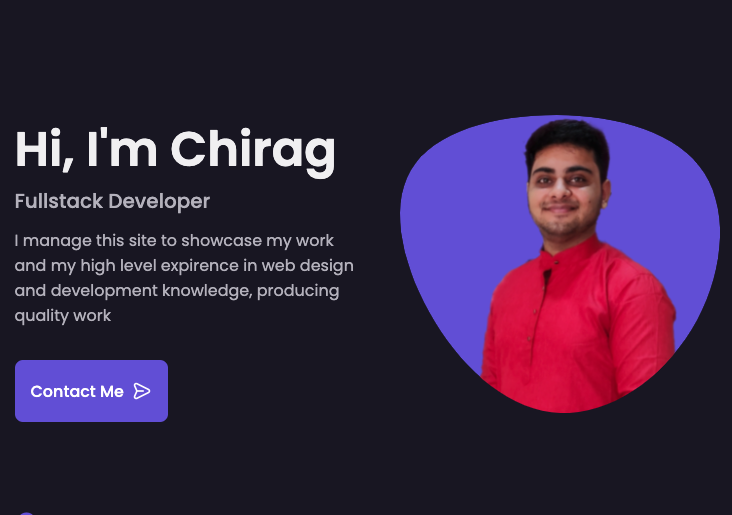 Hi, I'm Chirag
Fullstack Developer
I manage this site to showcase my work
and my high level expirence in web design
and development knowledge, producing
quality work
Contact Me